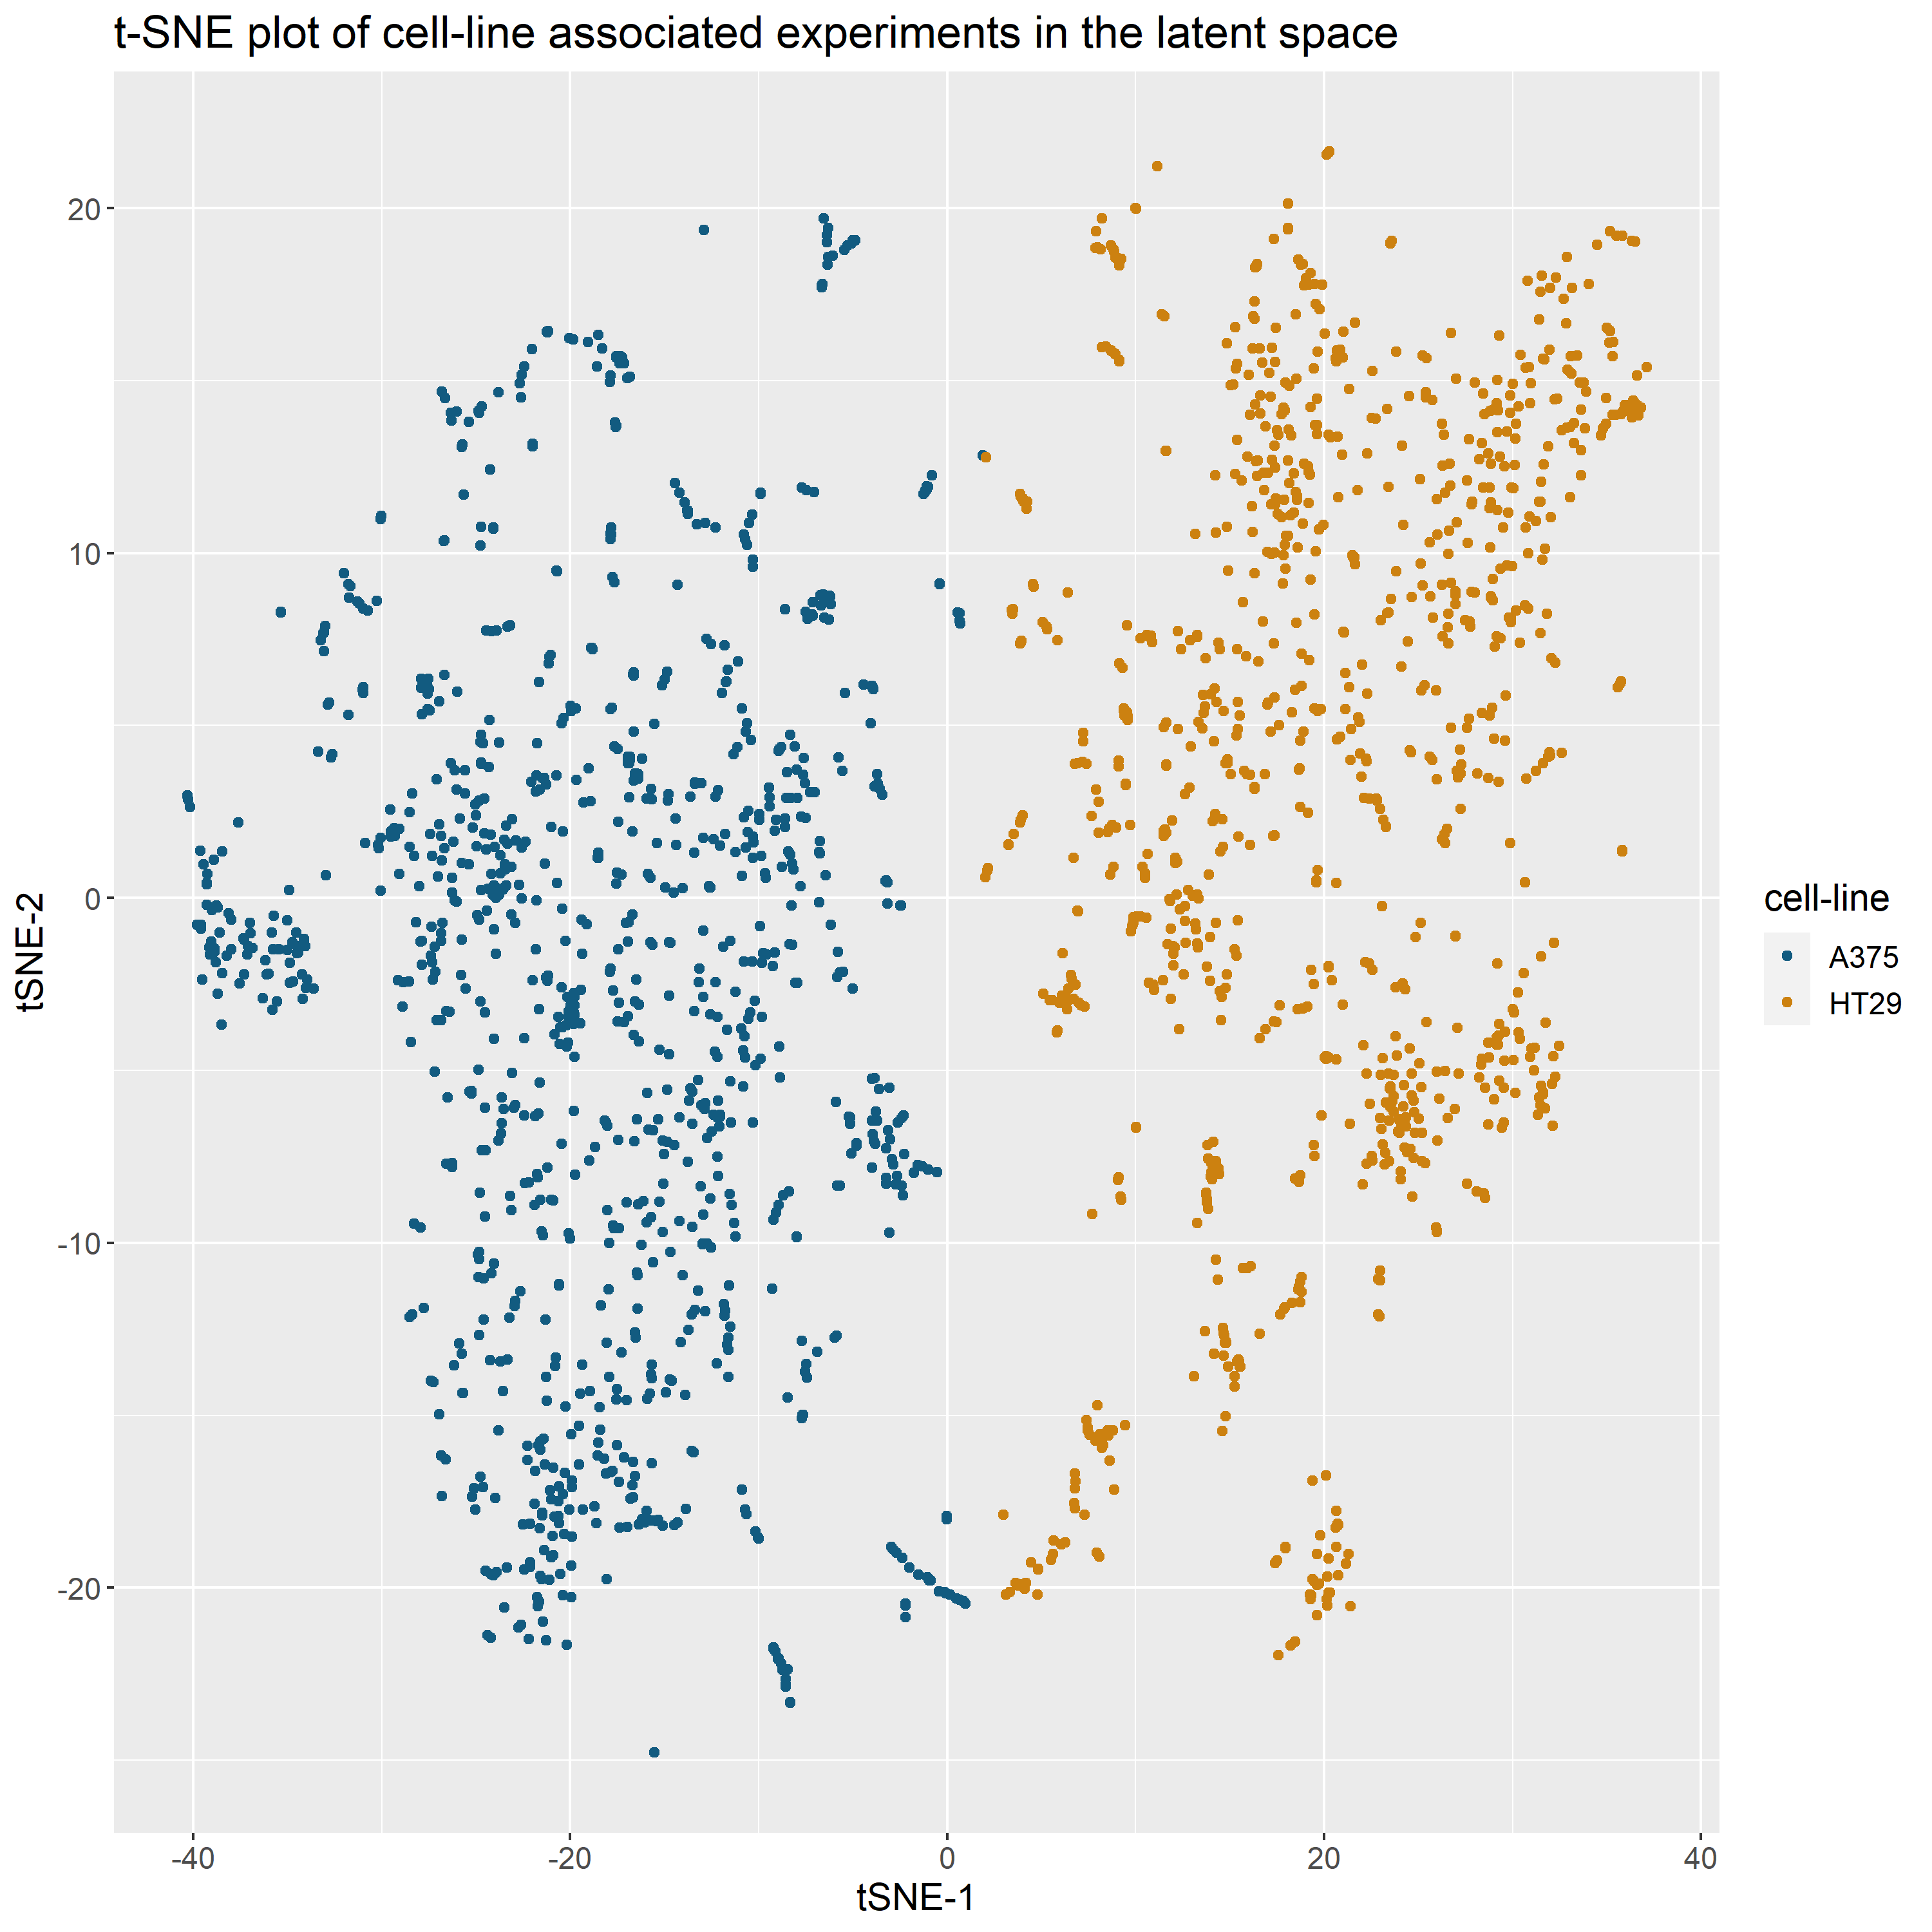 t-SNE plot of cell-line associated experiments in the latent space
20
10
0
-10
-20
tSNE-2
-40
-20
0
20
40
tSNE-1
cell-line
A375
HT29